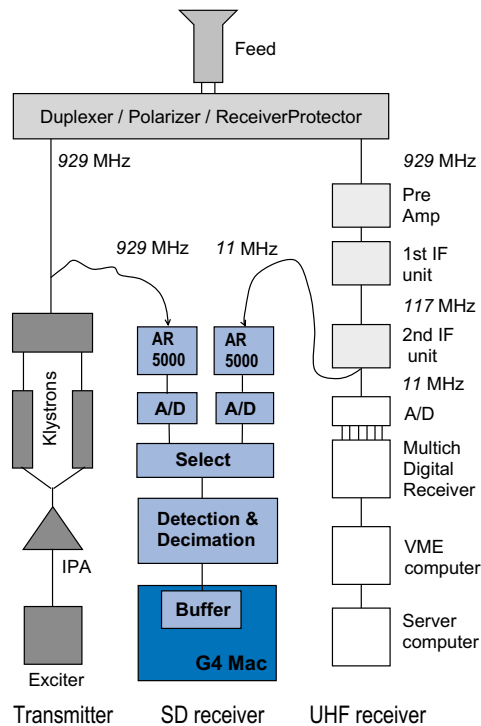 Feed
Duplexer / Polarizer / ReceiverProtector
929 MHz
929 MHz
Pre
Amp
1st IF
unit
929 MHz
11 MHz
117 MHz
AR
5000
AR
5000
2nd IF
unit
11 MHz
Klystrons
A/D
A/D
A/D
Select
Multich
Digital
Receiver
Detection &
Decimation
IPA
VME
computer
Buffer
G4 Mac
Server
computer
Exciter
Transmitter
SD receiver
UHF receiver